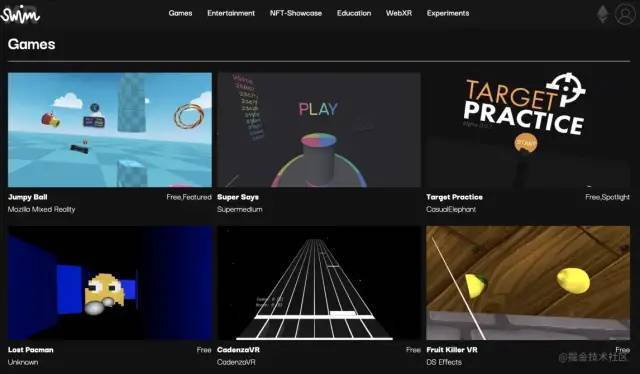 Swim
Games Entertainment NFT-Showcase Education WebXR Experiments
Games
PLAY
TARGET
PRACTICE
START
Jumpy Ball Free,Featured
Mozilla Mixed Reality
Super Says
Supermedium
Target Practice Free,Spotlight
CasualElephant
Lost Pacman Free
Unknown
CadenzaVR Free
CadenzaVR
Fruit Killer VR Free
DS Effects
@掘金技术社区